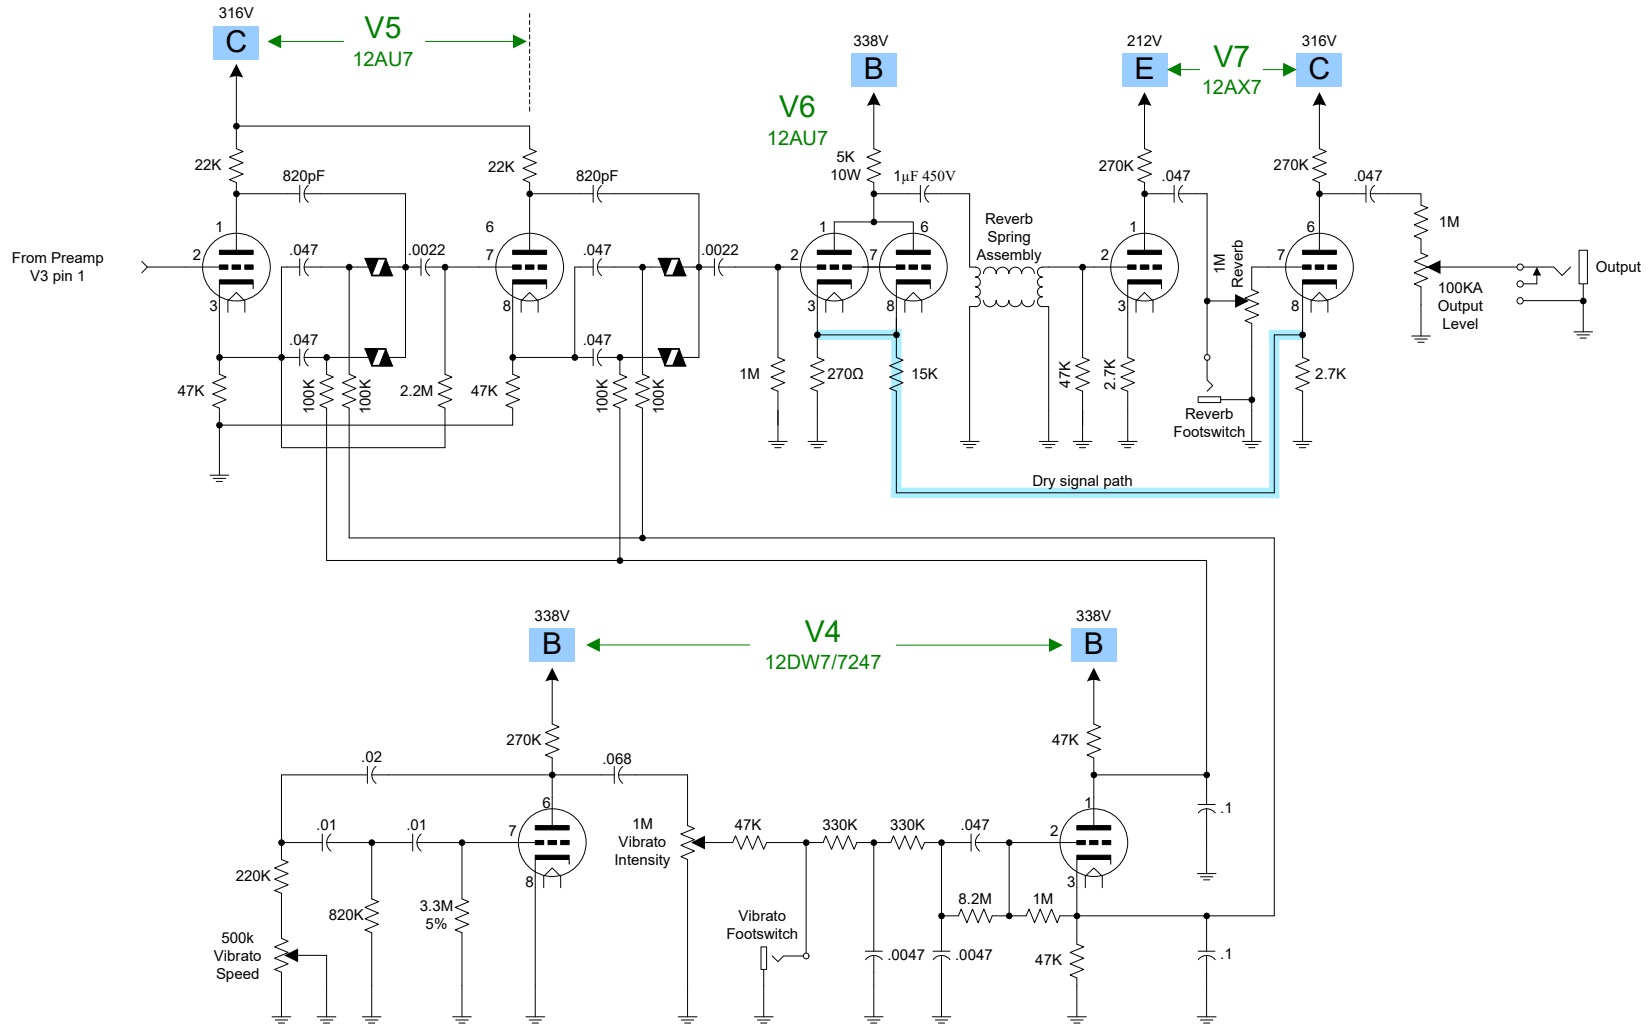 316V
C
V5
12AU7
338V
B
V6
12AU7
212V
E
V7
12AX7
316V
C
22K
820pF
22K
820pF
5K
10W
1µF 450V
270K
.047
270K
.047
1M
From Preamp
V3 pin 1
1
2
3
.047
.0022
6
7
8
.047
.0022
1
2
3
6
7
8
Reverb
Spring
Assembly
1
2
3
1M
Reverb
6
7
8
100KA
Output
Level
Output
.047
.047
47K
100K
100K
2.2M
47K
100K
100K
1M
270Ω
15K
47K
2.7K
Reverb
Footswitch
2.7K
Dry signal path
338V
B
V4
12DW7/7247
338V
B
270K
47K
.02
.068
.01
.01
6
7
8
1M
Vibrato
Intensity
47K
330K
330K
.047
1
2
3
.1
220K
820K
3.3M
5%
8.2M
1M
500k
Vibrato
Speed
Vibrato
Footswitch
.0047
.0047
47K
.1